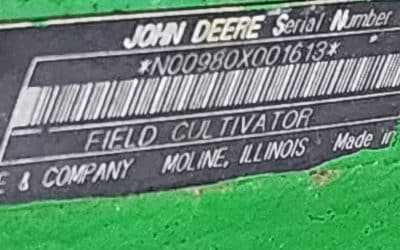 JOHN DEERE Serial Number
*N00980X001613*
FIELD CULTIVATOR
E & COMPANY MOLINE, ILLINOIS Made in